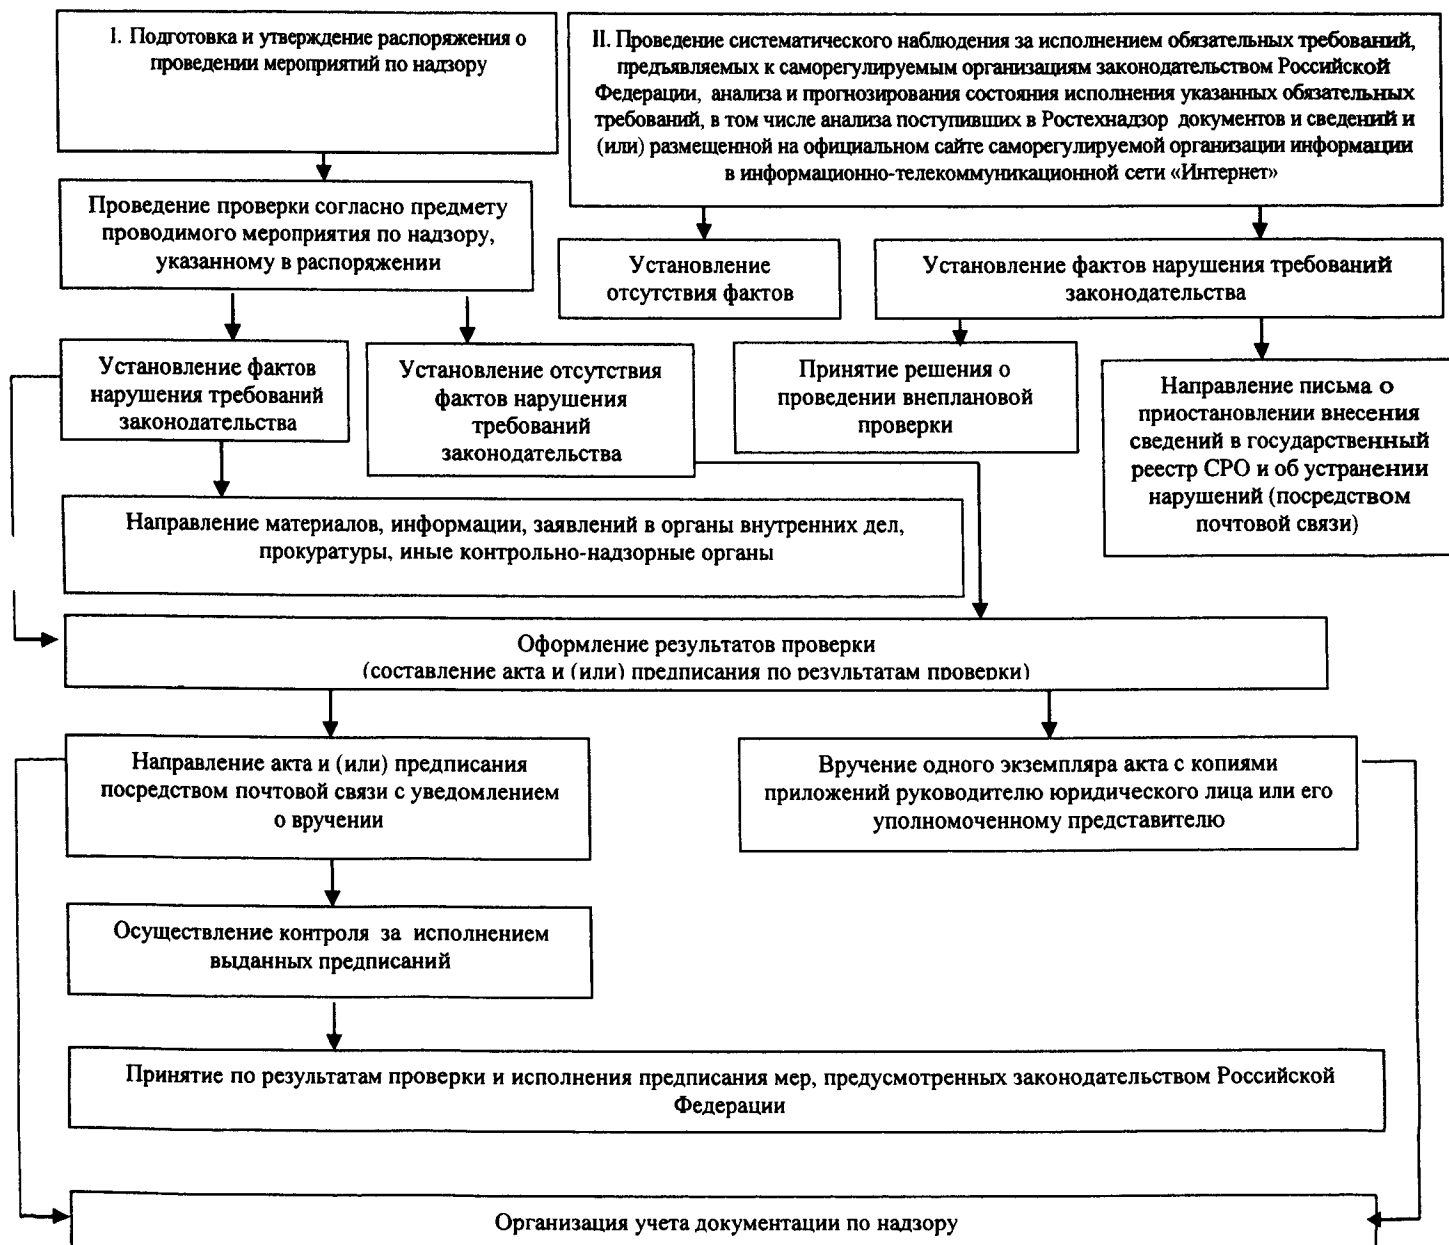 I. Подготовка и утверждение распоряжения о
проведении мероприятий по надзору
II. Проведение систематического наблюдения за исполнением обязательных требований,
предъявляемых к саморегулируемым организациям законодательством Российской
Федерации, анализа и прогнозирования состояния исполнения указанных обязательных
требований, в том числе анализа поступивших в Ростехнадзор документов и сведений и
(или) размещенной на официальном сайте саморегулируемой организации информации
в информационно-телекоммуникационной сети «Интернет»
Проведение проверки согласно предмету
проводимого мероприятия по надзору,
указанному в распоряжении
Установление
отсутствия фактов
Установление фактов нарушения требований
законодательства
Установление фактов
нарушения требований
законодательства
Установление отсутствия
фактов нарушения
требований
законодательства
Принятие решения о
проведении внеплановой
проверки
Направление письма о
приостановлении внесения
сведений в государственный
реестр СРО и об устранении
нарушений (посредством
почтовой связи)
Направление материалов, информации, заявлений в органы внутренних дел,
прокуратуры, иные контрольно-надзорные органы
Оформление результатов проверки
(составление акта и (или) предписания по результатам проверки)
Направление акта и (или) предписания
посредством почтовой связи с уведомлением
о вручении
Вручение одного экземпляра акта с копиями
приложений руководителю юридического лица или его
уполномоченному представителю
Осуществление контроля за исполнением
выданных предписаний
Принятие по результатам проверки и исполнения предписания мер, предусмотренных законодательством Российской
Федерации
Организация учета документации по надзору